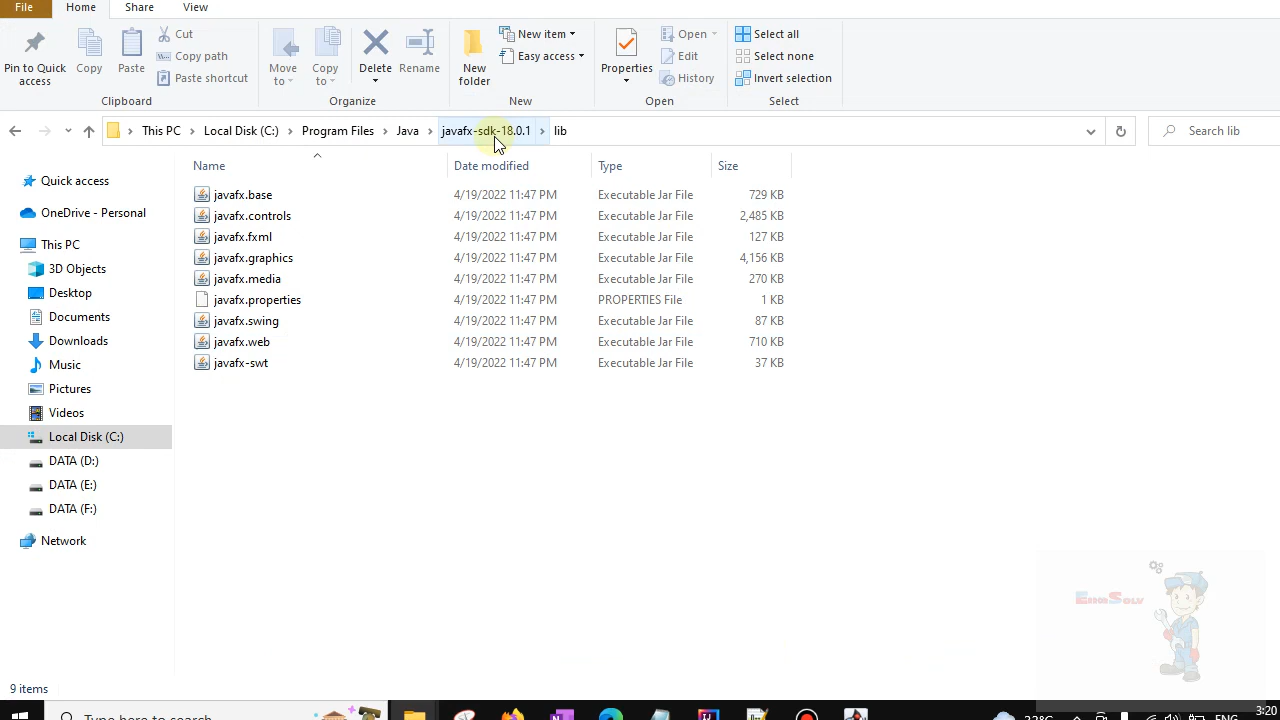 File Home Share View
Pin to Quick access
Copy
Paste
Cut
Copy path
Paste shortcut
Clipboard
Move to
Copy to
Delete
Rename
Organize
New folder
New item
Easy access
New
Properties
Open
Edit
History
Open
Select all
Select none
Invert selection
Select
This PC Local Disk (C:) Program Files Java javafx-sdk-18.0.1 lib
Search lib
Name Date modified Type Size
javafx.base 4/19/2022 11:47 PM Executable Jar File 729 KB
javafx.controls 4/19/2022 11:47 PM Executable Jar File 2,485 KB
javafx.fxml 4/19/2022 11:47 PM Executable Jar File 127 KB
javafx.graphics 4/19/2022 11:47 PM Executable Jar File 4,156 KB
javafx.media 4/19/2022 11:47 PM Executable Jar File 270 KB
javafx.properties 4/19/2022 11:47 PM PROPERTIES File 1 KB
javafx.swing 4/19/2022 11:47 PM Executable Jar File 87 KB
javafx.web 4/19/2022 11:47 PM Executable Jar File 710 KB
javafx-swt 4/19/2022 11:47 PM Executable Jar File 37 KB
Quick access
OneDrive - Personal
This PC
3D Objects
Desktop
Documents
Downloads
Music
Pictures
Videos
Local Disk (C:)
DATA (D:)
DATA (E:)
DATA (F:)
Network
9 items
Type here to search
ENG
3:20